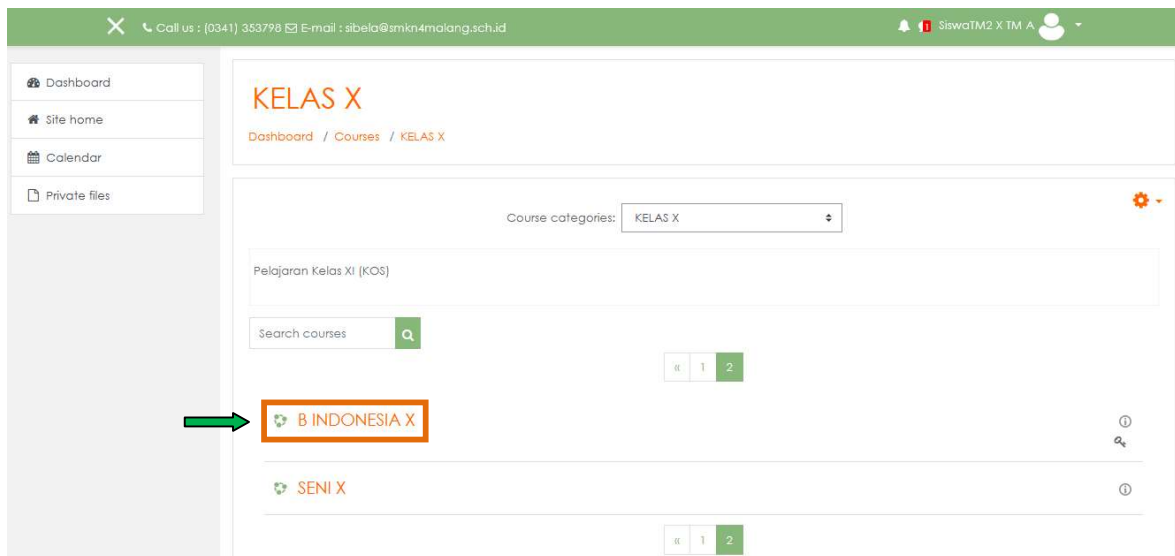 Call us : (0341) 353798 E-mail : sibela@smkn4malang.sch.id
1 SiswaTM2 X TM A
Dashboard
Site home
Calendar
Private files
KELAS X
Dashboard / Courses / KELAS X
Course categories: KELAS X
Pelajaran Kelas XI (KOS)
Search courses
« 1 2
B INDONESIA X
SENI X
« 1 2